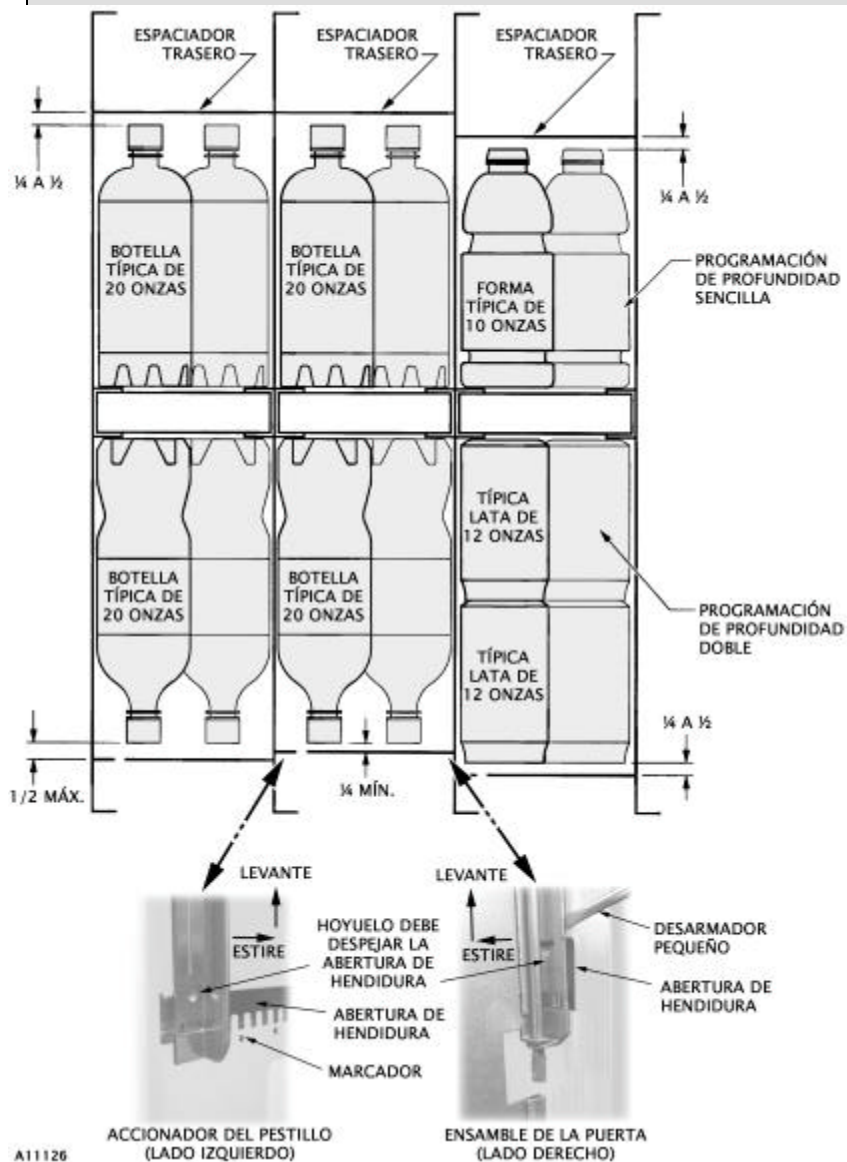 ESPACIADOR
TRASERO
ESPACIADOR
TRASERO
ESPACIADOR
TRASERO
¼ A ½
¼ A ½
BOTELLA
TÍPICA DE
20 ONZAS
BOTELLA
TÍPICA DE
20 ONZAS
FORMA
TÍPICA DE
10 ONZAS
PROGRAMACIÓN
DE PROFUNDIDAD
SENCILLA
TÍPICA
LATA DE
12 ONZAS
BOTELLA
TÍPICA DE
20 ONZAS
BOTELLA
TÍPICA DE
20 ONZAS
PROGRAMACIÓN
DE PROFUNDIDAD
DOBLE
TÍPICA
LATA DE
12 ONZAS
¼ A ½
1/2 MÁX.
¼ MÍN.
LEVANTE
ESTIRE
HOYUELO DEBE
DESPEJAR LA
ABERTURA DE
HENDIDURA
ABERTURA DE
HENDIDURA
MARCADOR
LEVANTE
ESTIRE
DESARMADOR
PEQUEÑO
ABERTURA DE
HENDIDURA
ACCIONADOR DEL PESTILLO
(LADO IZQUIERDO)
ENSAMBLE DE LA PUERTA
(LADO DERECHO)
A11126